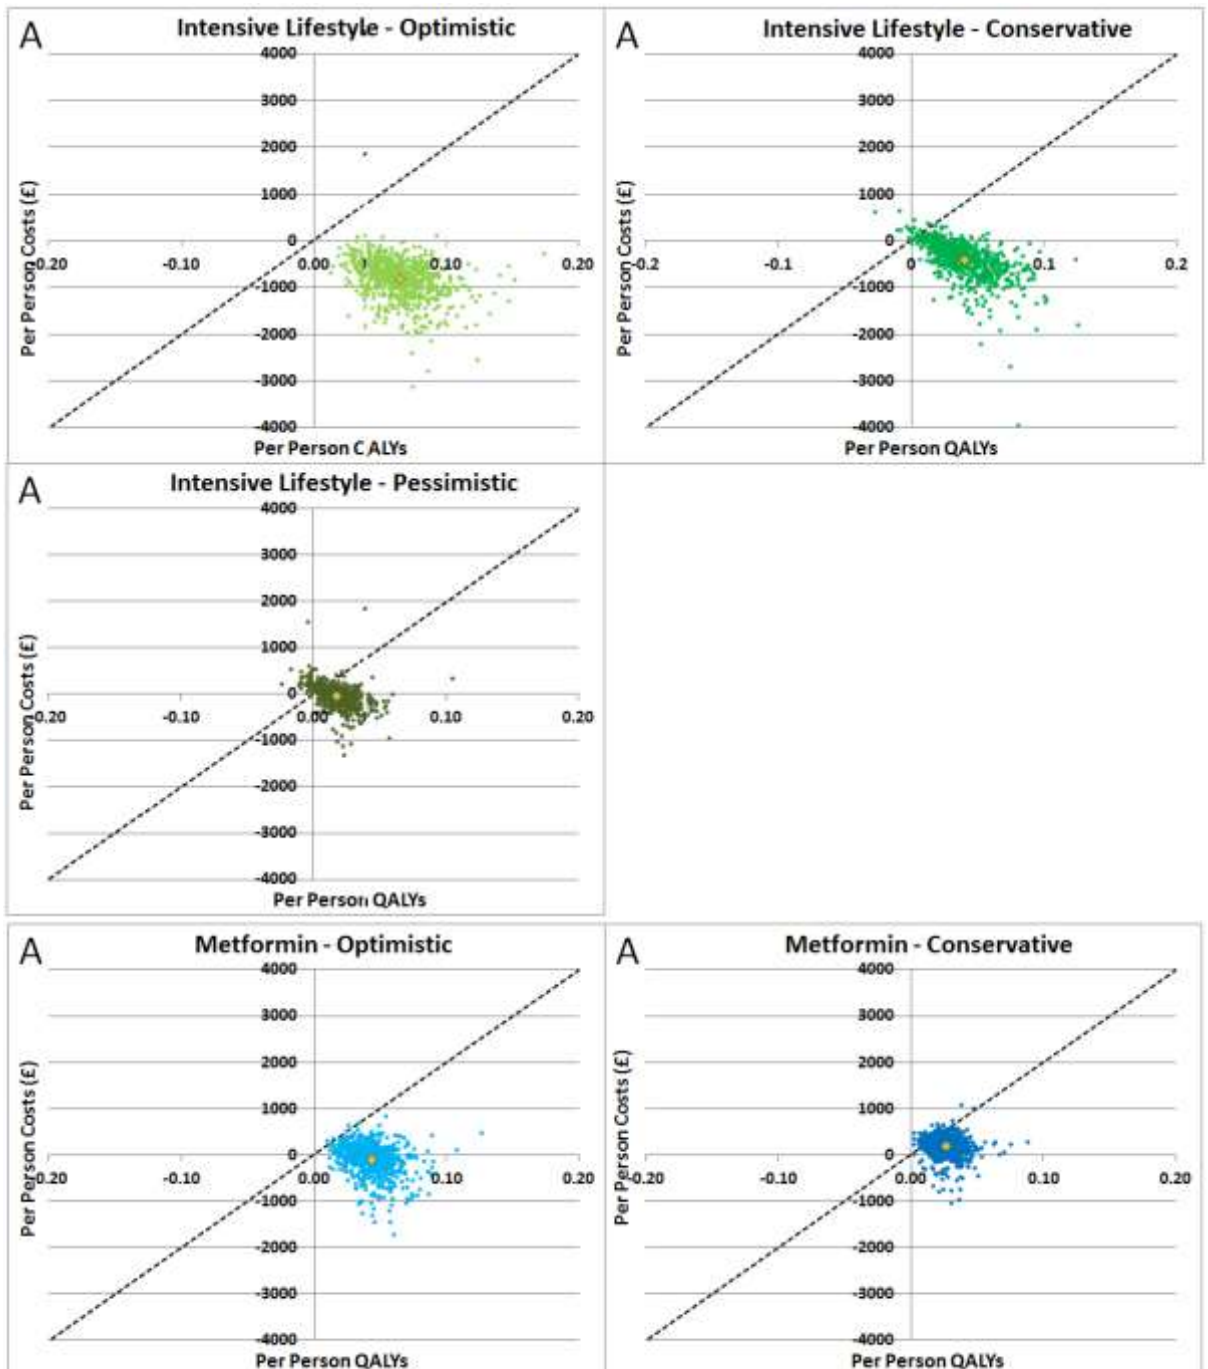 A Intensive Lifestyle - Optimistic
4000
3000
2000
1000
0
-0.20 -0.10 0.00 0.10 0.20
-1000
-2000
-3000
-4000
Per Person Costs (£)
Per Person C ALYs
A Intensive Lifestyle - Conservative
4000
3000
2000
1000
0
-0.2 -0.1 0 0.1 0.2
-1000
-2000
-3000
-4000
Per Person Costs (£)
Per Person QALYs
A Intensive Lifestyle - Pessimistic
4000
3000
2000
1000
0
-0.20 -0.10 0.00 0.10 0.20
-1000
-2000
-3000
-4000
Per Person Costs (£)
Per Person QALYs
A Metformin - Optimistic
4000
3000
2000
1000
0
-0.20 -0.10 0.00 0.10 0.20
-1000
-2000
-3000
-4000
Per Person Costs (£)
Per Person QALYs
A Metformin - Conservative
4000
3000
2000
1000
0
-0.20 -0.10 0.00 0.10 0.20
-1000
-2000
-3000
-4000
Per Person Costs (£)
Per Person QALYs